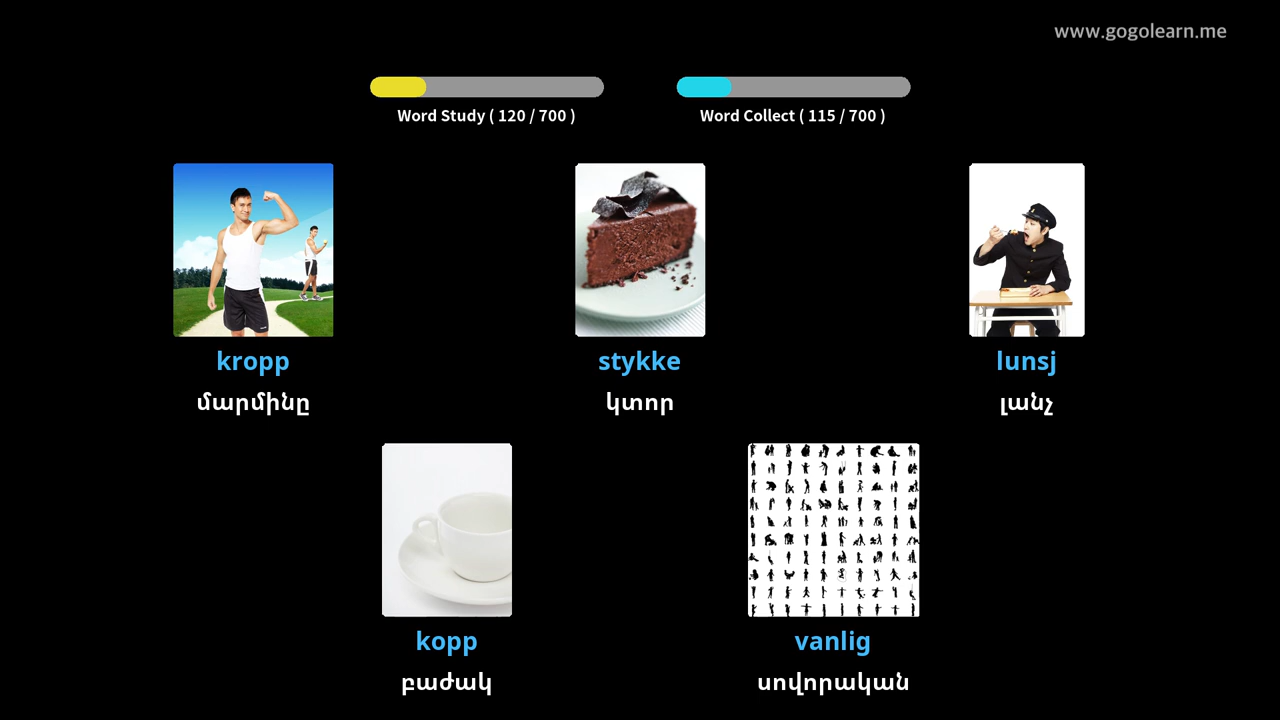 www.gogolearn.me
Word Study ( 120 / 700 )
Word Collect ( 115 / 700 )
kropp
stykke
lunsj
մարմինը
կտոր
լանչ
kopp
vanlig
բաժակ
սովորական